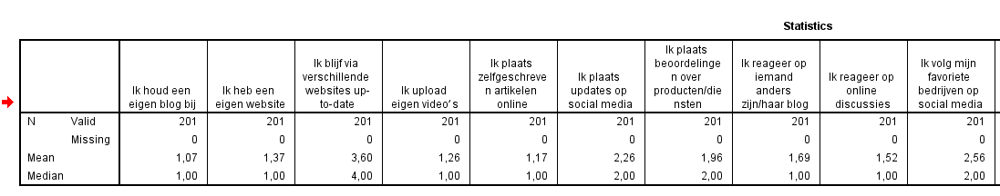 Statistics
Ik houd een eigen blog bij
Ik heb een eigen website
Ik blijf via verschillende websites up-to-date
Ik upload eigen video's
Ik plaats zelfgeschreven artikelen online
Ik plaats updates op social media
Ik plaats beoordelingen over producten/diensten
Ik reageer op iemand anders zijn/haar blog
Ik reageer op online discussies
Ik volg mijn favoriete bedrijven op social media
N Valid 201 201 201 201 201 201 201 201 201 201
Missing 0 0 0 0 0 0 0 0 0 0
Mean 1,07 1,37 3,60 1,26 1,17 2,26 1,96 1,69 1,52 2,56
Median 1,00 1,00 4,00 1,00 1,00 2,00 2,00 1,00 1,00 2,00